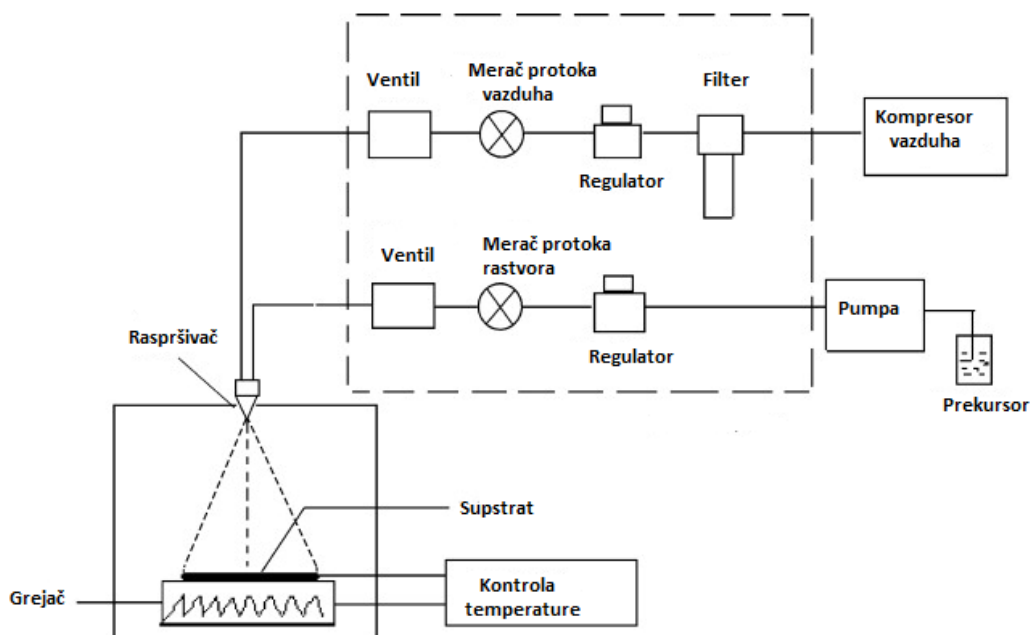 Ventil
Merač protoka
vazduha
Filter
Kompresor
vazduha
Regulator
Ventil
Merač protoka
rastvora
Pumpa
Regulator
Raspršivač
Prekursor
Supstrat
Grejač
Kontrola
temperature